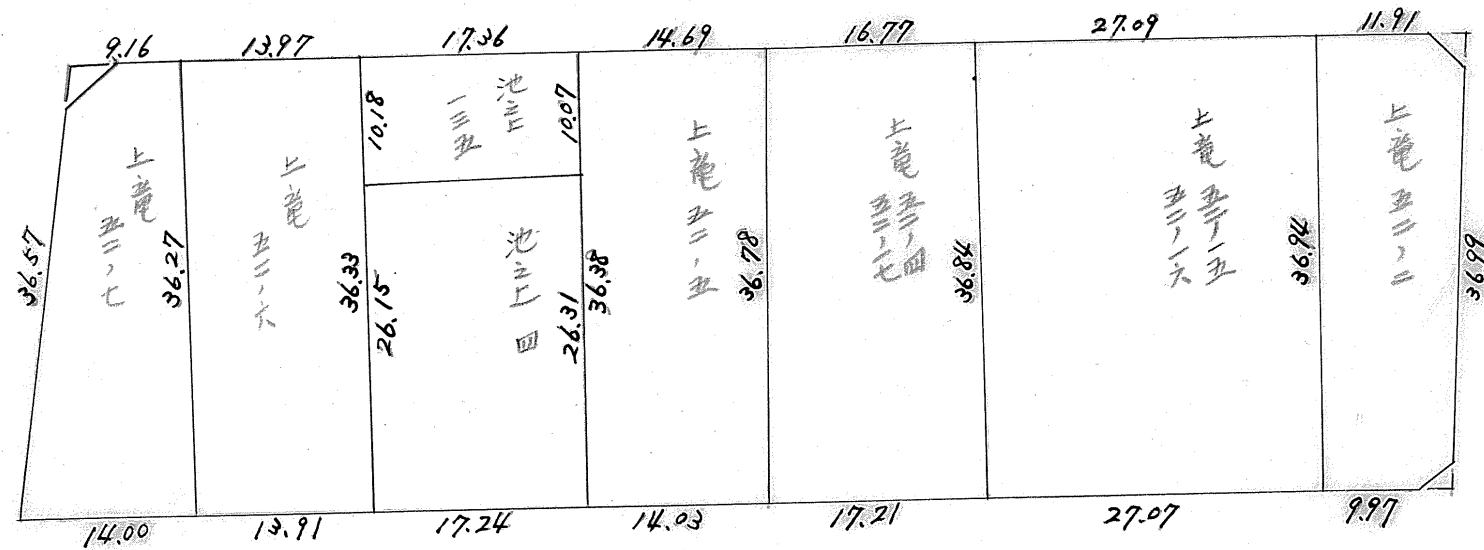 9.16
13.97
17.36
14.69
16.77
27.09
11.91
36.57
上竜
五二ノ七
36.27
上竜
五二ノ六
36.33
10.18
池之上
一三五
10.07
26.15
池之上 四
26.31
36.38
上竜 五二ノ五
36.78
上竜 五二ノ四
五二ノ一七
36.84
上竜 五二ノ一五
五二ノ一六
36.94
上竜 五二ノ二
36.99
14.00
13.91
17.24
14.03
17.21
27.07
9.97